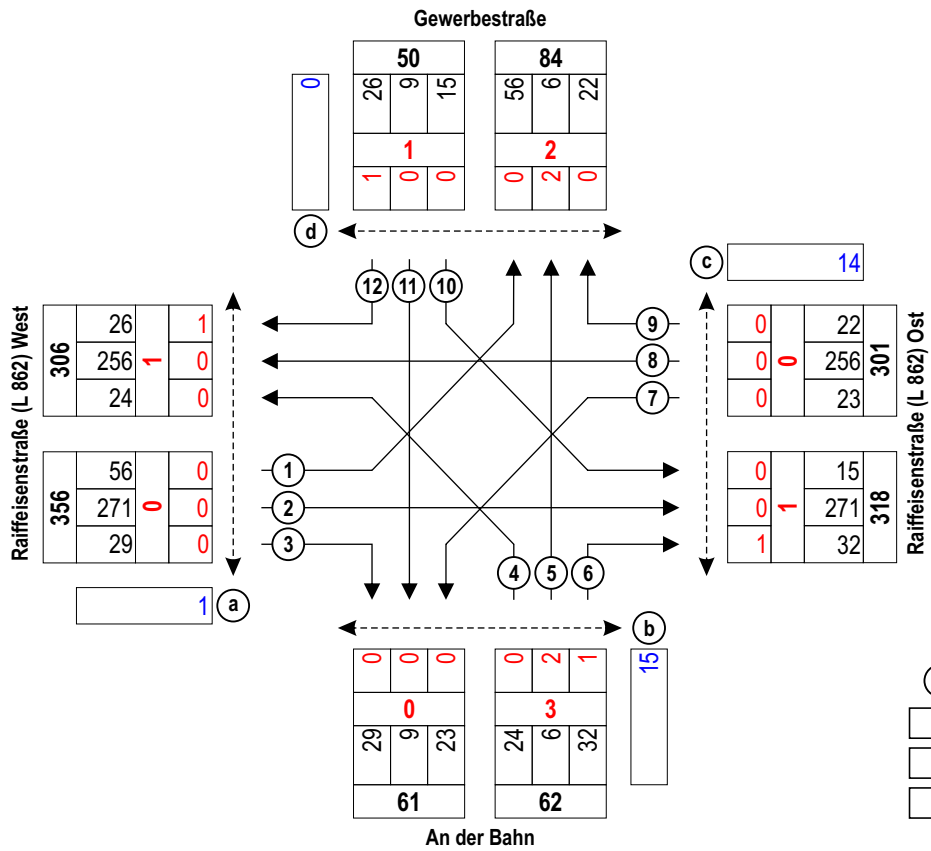 Gewerbestraße
50 84
0 26 9 15 56 6 22
1 2
1 0 0 0 2 0
d
c 14
12 11 10
Raiffeisenstraße (L 862) West
306 26 1 1
256 0
24 0
9 0 0 22 301
8 0 256
7 0 23
Raiffeisenstraße (L 862) Ost
356 56 0 0
271 0
29 0
1
2
3
0 1 15 318
0 271
1 32
4 5 6
1 a
b
0 0 0 0 2 1 15
0 3
29 9 23 24 6 32
61 62
An der Bahn